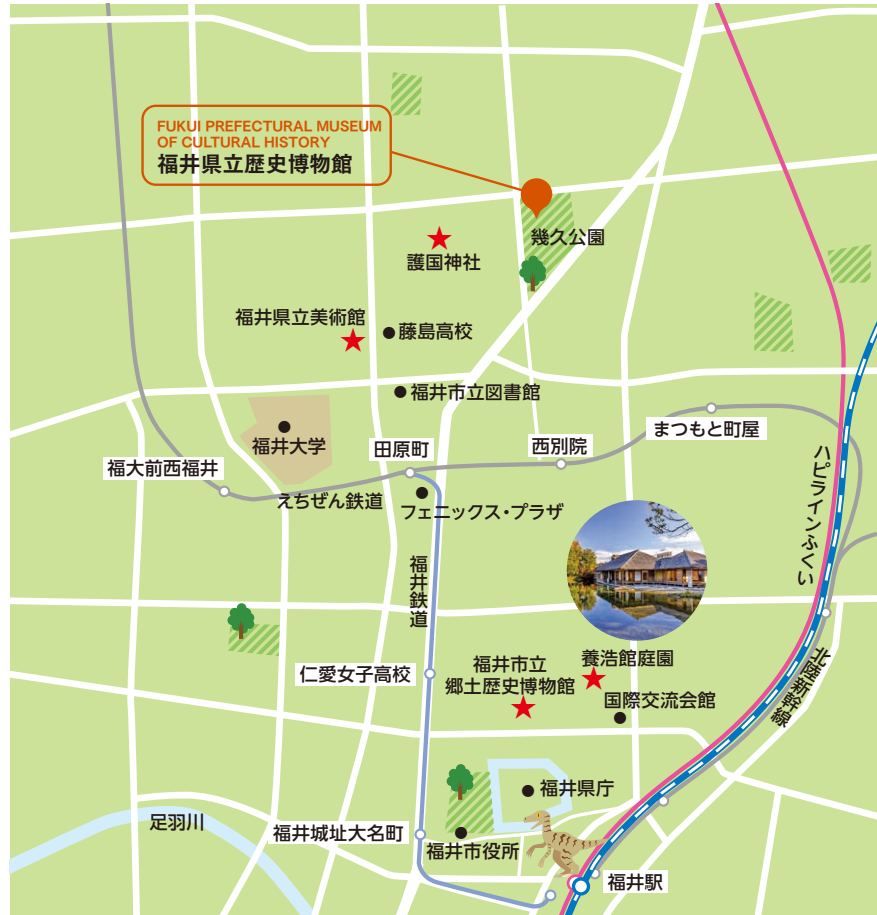 FUKUI PREFECTURAL MUSEUM
OF CULTURAL HISTORY
福井県立歴史博物館
幾久公園
護国神社
福井県立美術館
藤島高校
福井市立図書館
福井大学
田原町
西別院
まつもと町屋
福大前西福井
えちぜん鉄道
フェニックス・プラザ
ハピラインふくい
福井鉄道
仁愛女子高校
福井市立
郷土歴史博物館
養浩館庭園
国際交流会館
北陸新幹線
福井県庁
足羽川
福井城址大名町
福井市役所
福井駅